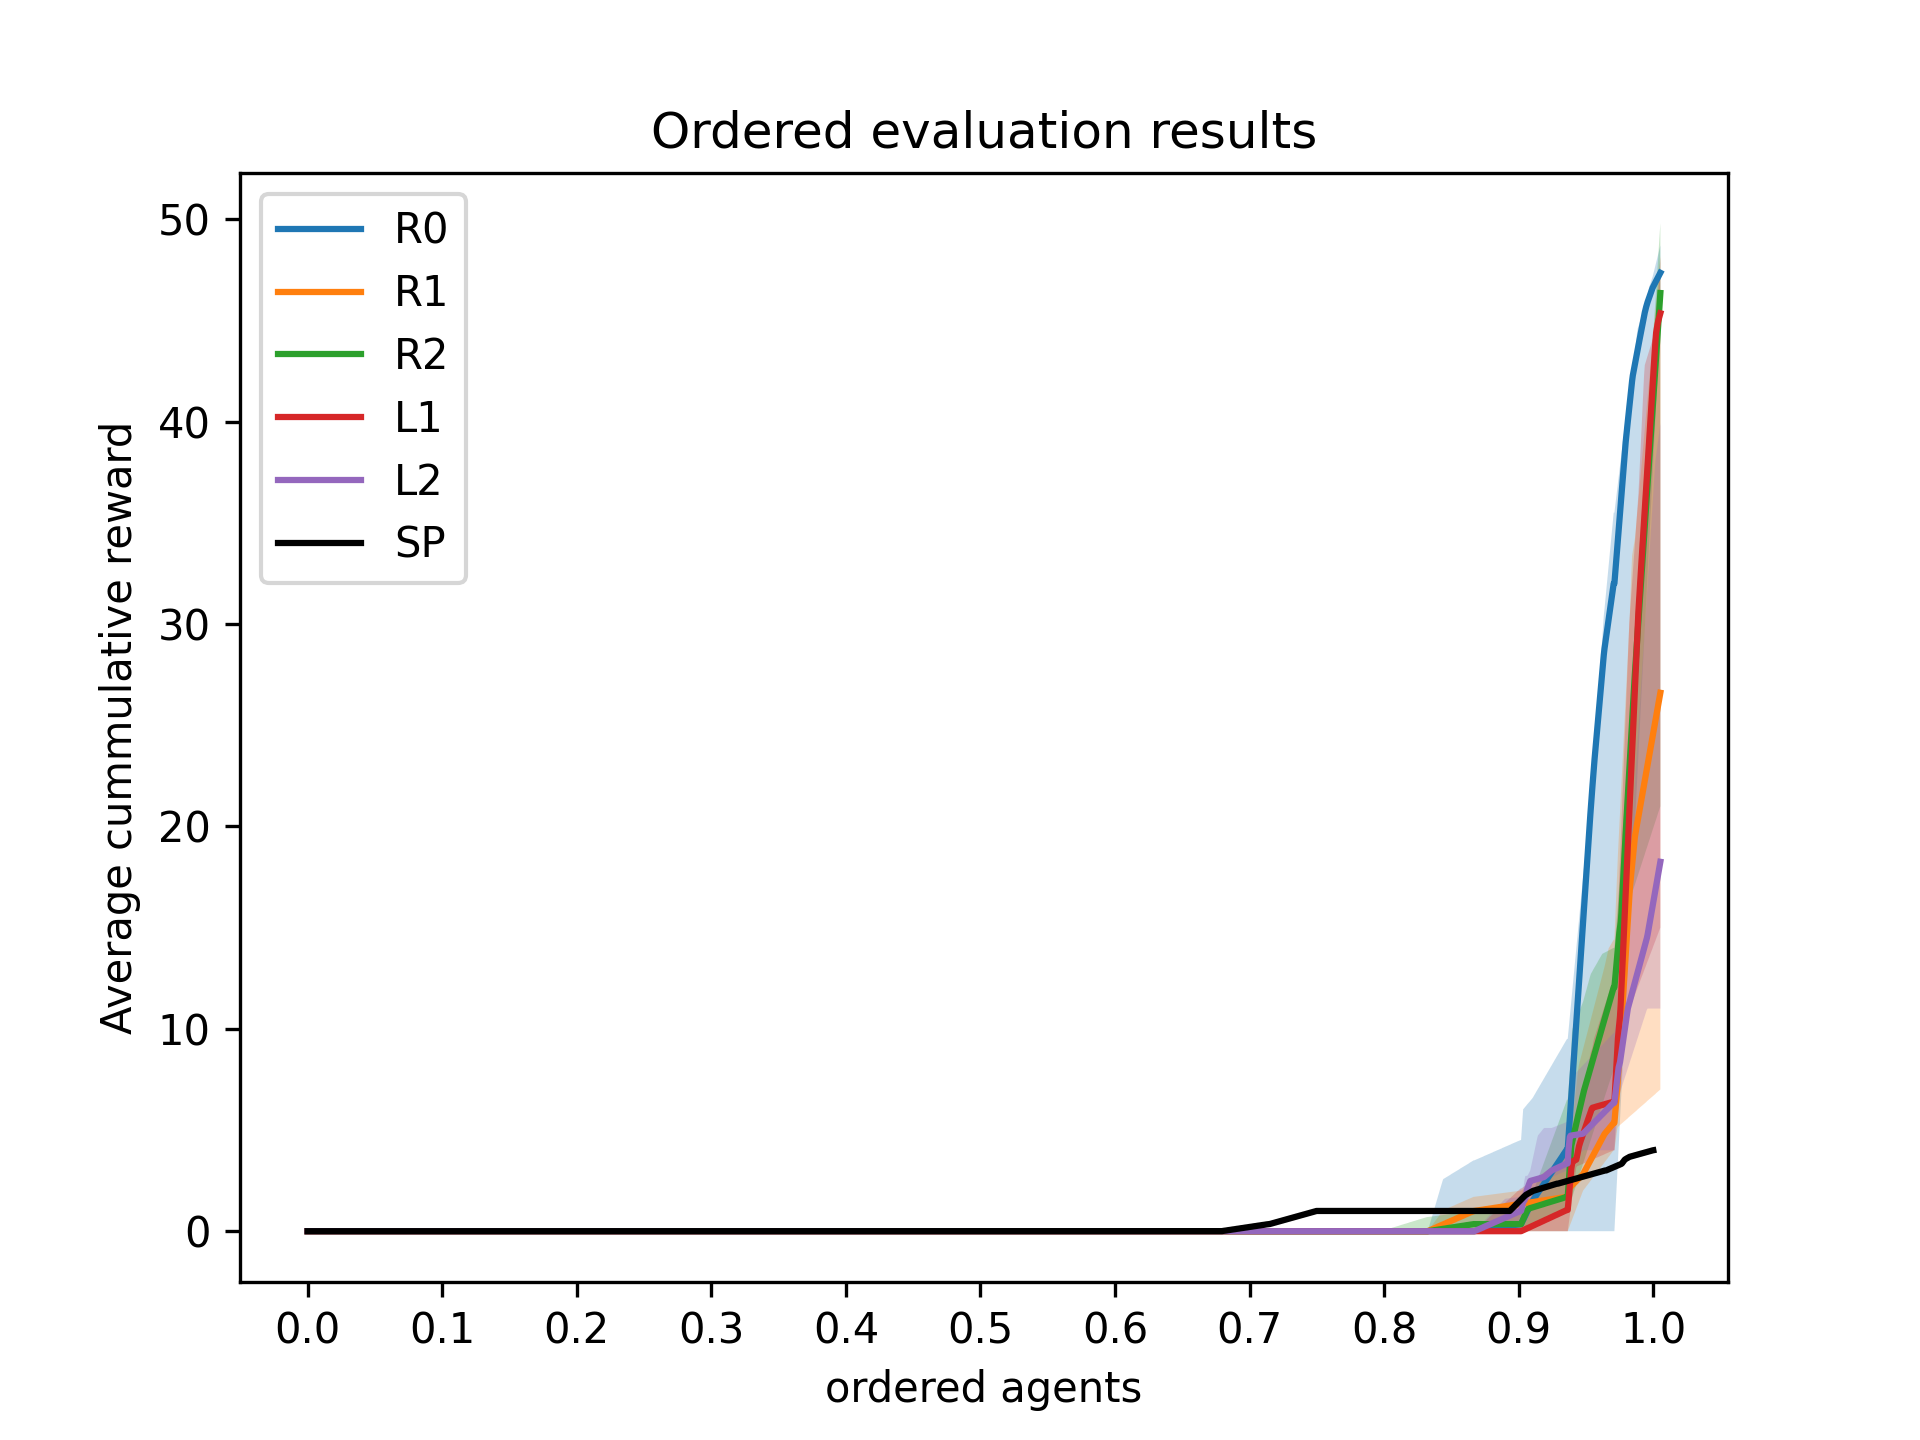 Ordered evaluation results
Average cummulative reward
50
40
30
20
10
0
R0
R1
R2
L1
L2
SP
0.0 0.1 0.2 0.3 0.4 0.5 0.6 0.7 0.8 0.9 1.0
ordered agents